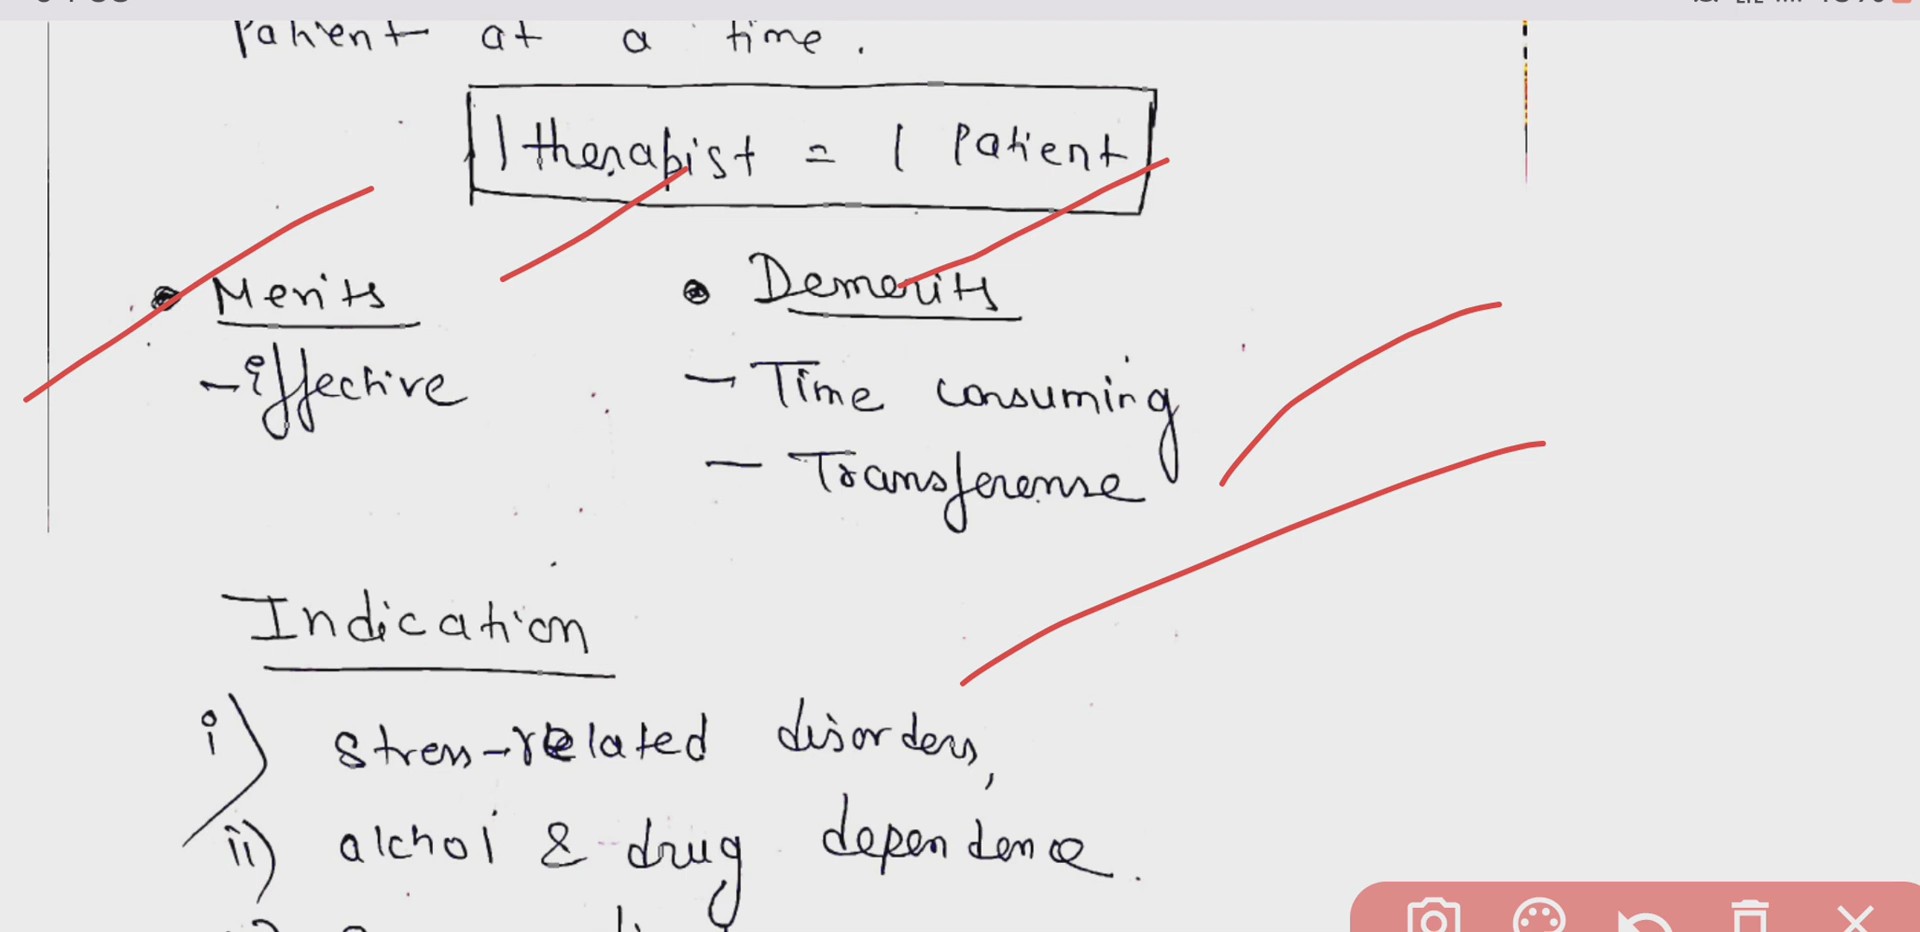 Patient at a time.
1 therapist = 1 Patient
Merits
Demerits
- Effective
- Time consuming
- Transferense
Indication
i) stress-related disorders,
ii) alchol & drug dependence.